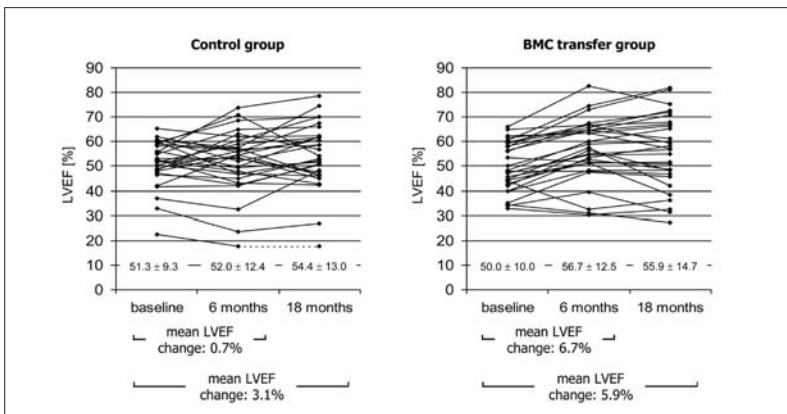 Control group
LVEF [%]
90
80
70
60
50
40
30
20
10
0
51.3 ± 9.3
52.0 ± 12.4
54.4 ± 13.0
baseline
6 months
18 months
mean LVEF
change: 0.7%
mean LVEF
change: 3.1%
BMC transfer group
LVEF [%]
90
80
70
60
50
40
30
20
10
0
50.0 ± 10.0
56.7 ± 12.5
55.9 ± 14.7
baseline
6 months
18 months
mean LVEF
change: 6.7%
mean LVEF
change: 5.9%